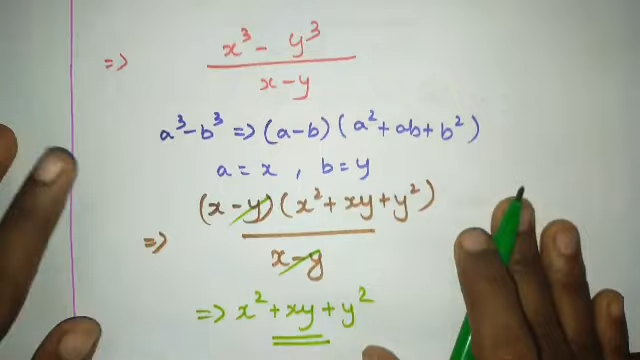 => x³ - y³ / x-y
a³-b³ => (a-b) (a²+ab+b²)
a = x , b = y
=> (x-y)(x²+xy+y²) / x-y
=> x²+xy+y²